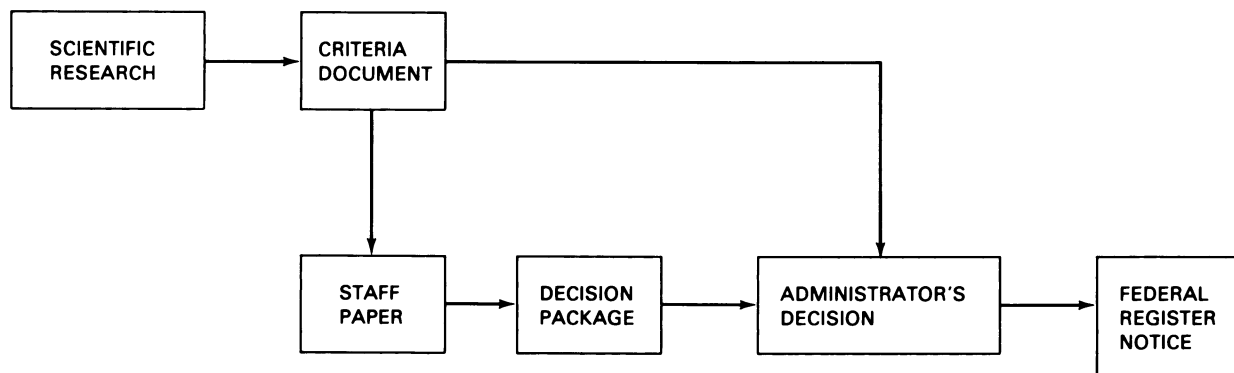 SCIENTIFIC
RESEARCH
CRITERIA
DOCUMENT
STAFF
PAPER
DECISION
PACKAGE
ADMINISTRATOR'S
DECISION
FEDERAL
REGISTER
NOTICE